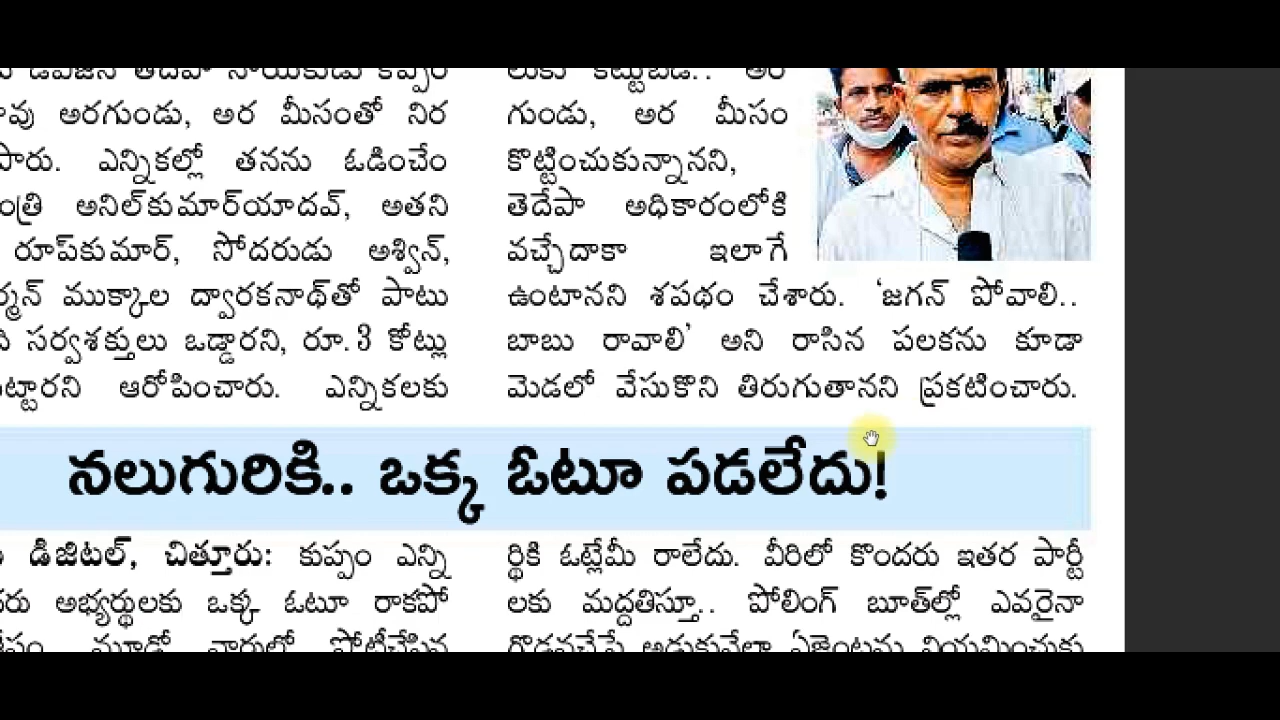 అరగుండు, అర మీసంతో నిర
ఎన్నికల్లో తనను ఓడించేం
అనిల్‌కుమార్‌యాదవ్, అతని
రూప్‌కుమార్, సోదరుడు అశ్విన్,
ముక్కాల ద్వారకనాథ్‌తో పాటు
సర్వశక్తులు ఒడ్డారని, రూ.3 కోట్లు
ఆరోపించారు. ఎన్నికలకు
గుండు, అర మీసం
కొట్టించుకున్నానని,
తెదేపా అధికారంలోకి
వచ్చేదాకా ఇలాగే
ఉంటానని శపథం చేశారు. 'జగన్ పోవాలి..
బాబు రావాలి' అని రాసిన పలకను కూడా
మెడలో వేసుకొని తిరుగుతానని ప్రకటించారు.
నలుగురికి.. ఒక్క ఓటూ పడలేదు!
డిజిటల్, చిత్తూరు: కుప్పం ఎన్ని
అభ్యర్థులకు ఒక్క ఓటూ రాకపో
ర్థికి ఓట్లేమీ రాలేదు. వీరిలో కొందరు ఇతర పార్టీ
లకు మద్దతిస్తూ.. పోలింగ్ బూత్‌ల్లో ఎవరైనా